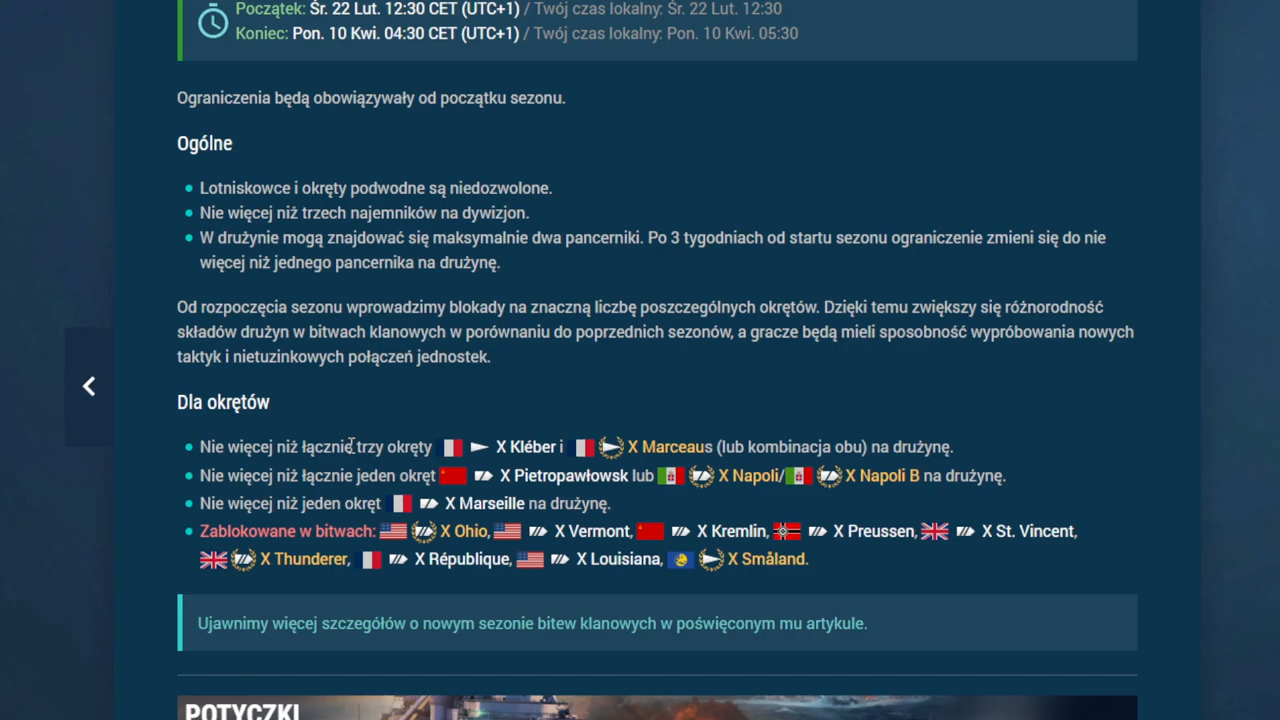 Początek: Śr. 22 Lut. 12:30 CET (UTC+1) / Twój czas lokalny: Śr. 22 Lut. 12:30
Koniec: Pon. 10 Kwi. 04:30 CET (UTC+1) / Twój czas lokalny: Pon. 10 Kwi. 05:30
Ograniczenia będą obowiązywały od początku sezonu.
Ogólne
Lotniskowce i okręty podwodne są niedozwolone.
Nie więcej niż trzech najemników na dywizjon.
W drużynie mogą znajdować się maksymalnie dwa pancerniki. Po 3 tygodniach od startu sezonu ograniczenie zmieni się do nie
więcej niż jednego pancernika na drużynę.
Od rozpoczęcia sezonu wprowadzimy blokady na znaczną liczbę poszczególnych okrętów. Dzięki temu zwiększy się różnorodność
składów drużyn w bitwach klanowych w porównaniu do poprzednich sezonów, a gracze będą mieli sposobność wypróbowania nowych
taktyk i nietuzinkowych połączeń jednostek.
Dla okrętów
Nie więcej niż łącznie trzy okręty X Kléber i X Marceaus (lub kombinacja obu) na drużynę.
Nie więcej niż łącznie jeden okręt X Pietropawłowsk lub X Napoli/ X Napoli B na drużynę.
Nie więcej niż jeden okręt X Marseille na drużynę.
Zablokowane w bitwach: X Ohio, X Vermont, X Kremlin, X Preussen, X St. Vincent,
X Thunderer, X République, X Louisiana, X Småland.
Ujawnimy więcej szczegółów o nowym sezonie bitew klanowych w poświęconym mu artykule.
POTYCZKI